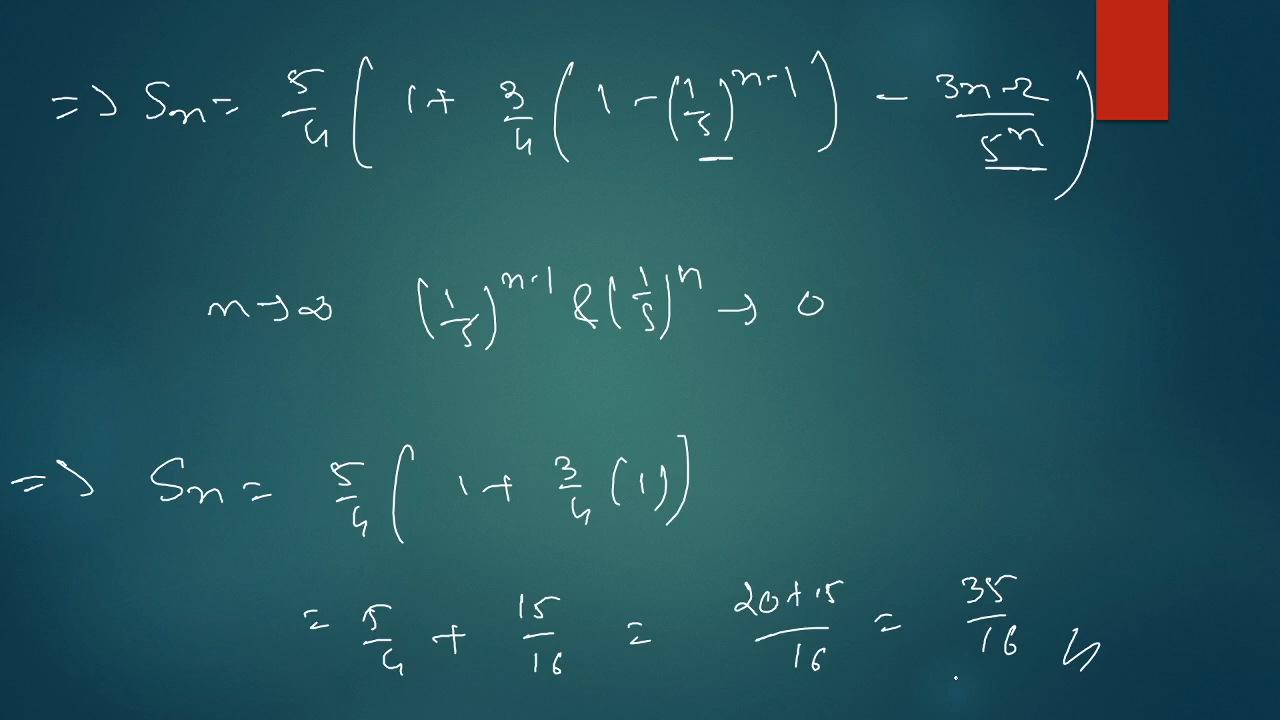 => Sn = 5/4 ( 1 + 3/4 ( 1 - (1/5)^(n-1) ) - (3n-2)/5^n )
n → ∞ (1/5)^(n-1) & (1/5)^n → 0
=> Sn = 5/4 ( 1 + 3/4 (1) )
= 5/4 + 15/16 = (20+15)/16 = 35/16 //